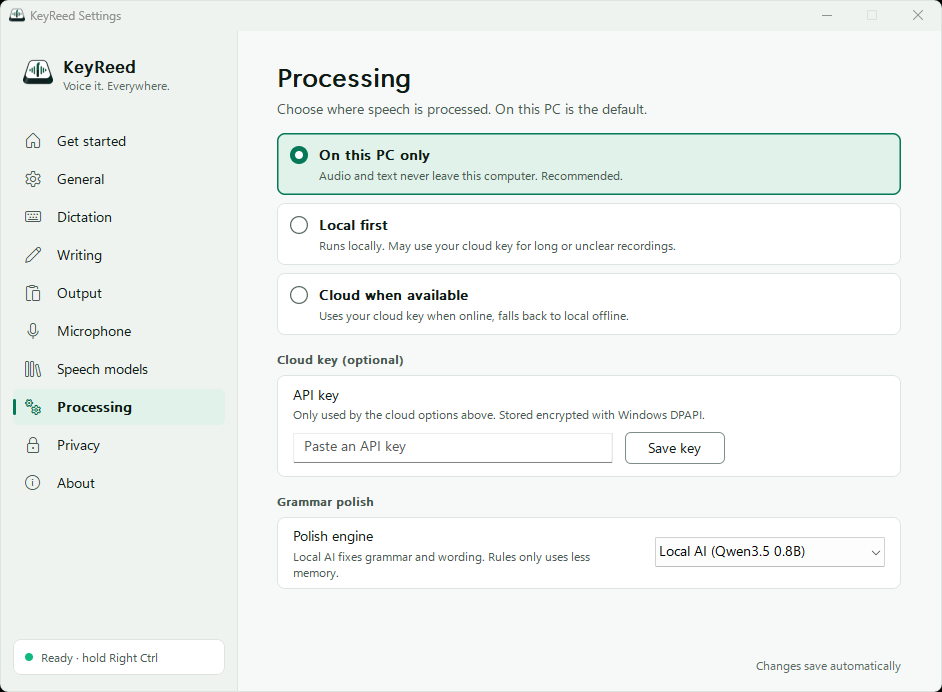 KeyReed Settings
KeyReed
Voice it. Everywhere.
Get started
General
Dictation
Writing
Output
Microphone
Speech models
Processing
Privacy
About
Ready · hold Right Ctrl
Processing
Choose where speech is processed. On this PC is the default.
On this PC only
Audio and text never leave this computer. Recommended.
Local first
Runs locally. May use your cloud key for long or unclear recordings.
Cloud when available
Uses your cloud key when online, falls back to local offline.
Cloud key (optional)
API key
Only used by the cloud options above. Stored encrypted with Windows DPAPI.
Paste an API key
Save key
Grammar polish
Polish engine
Local AI fixes grammar and wording. Rules only uses less
memory.
Local AI (Qwen3.5 0.8B)
Changes save automatically